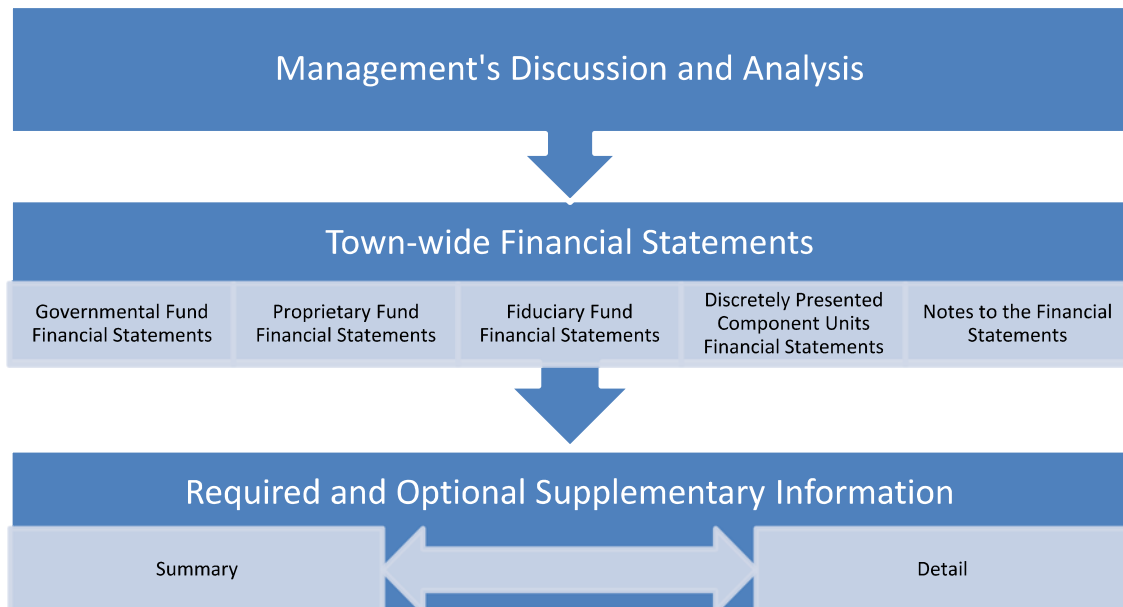 Management's Discussion and Analysis
Town-wide Financial Statements
Governmental Fund
Financial Statements
Proprietary Fund
Financial Statements
Fiduciary Fund
Financial Statements
Discretely Presented
Component Units
Financial Statements
Notes to the Financial
Statements
Required and Optional Supplementary Information
Summary
Detail